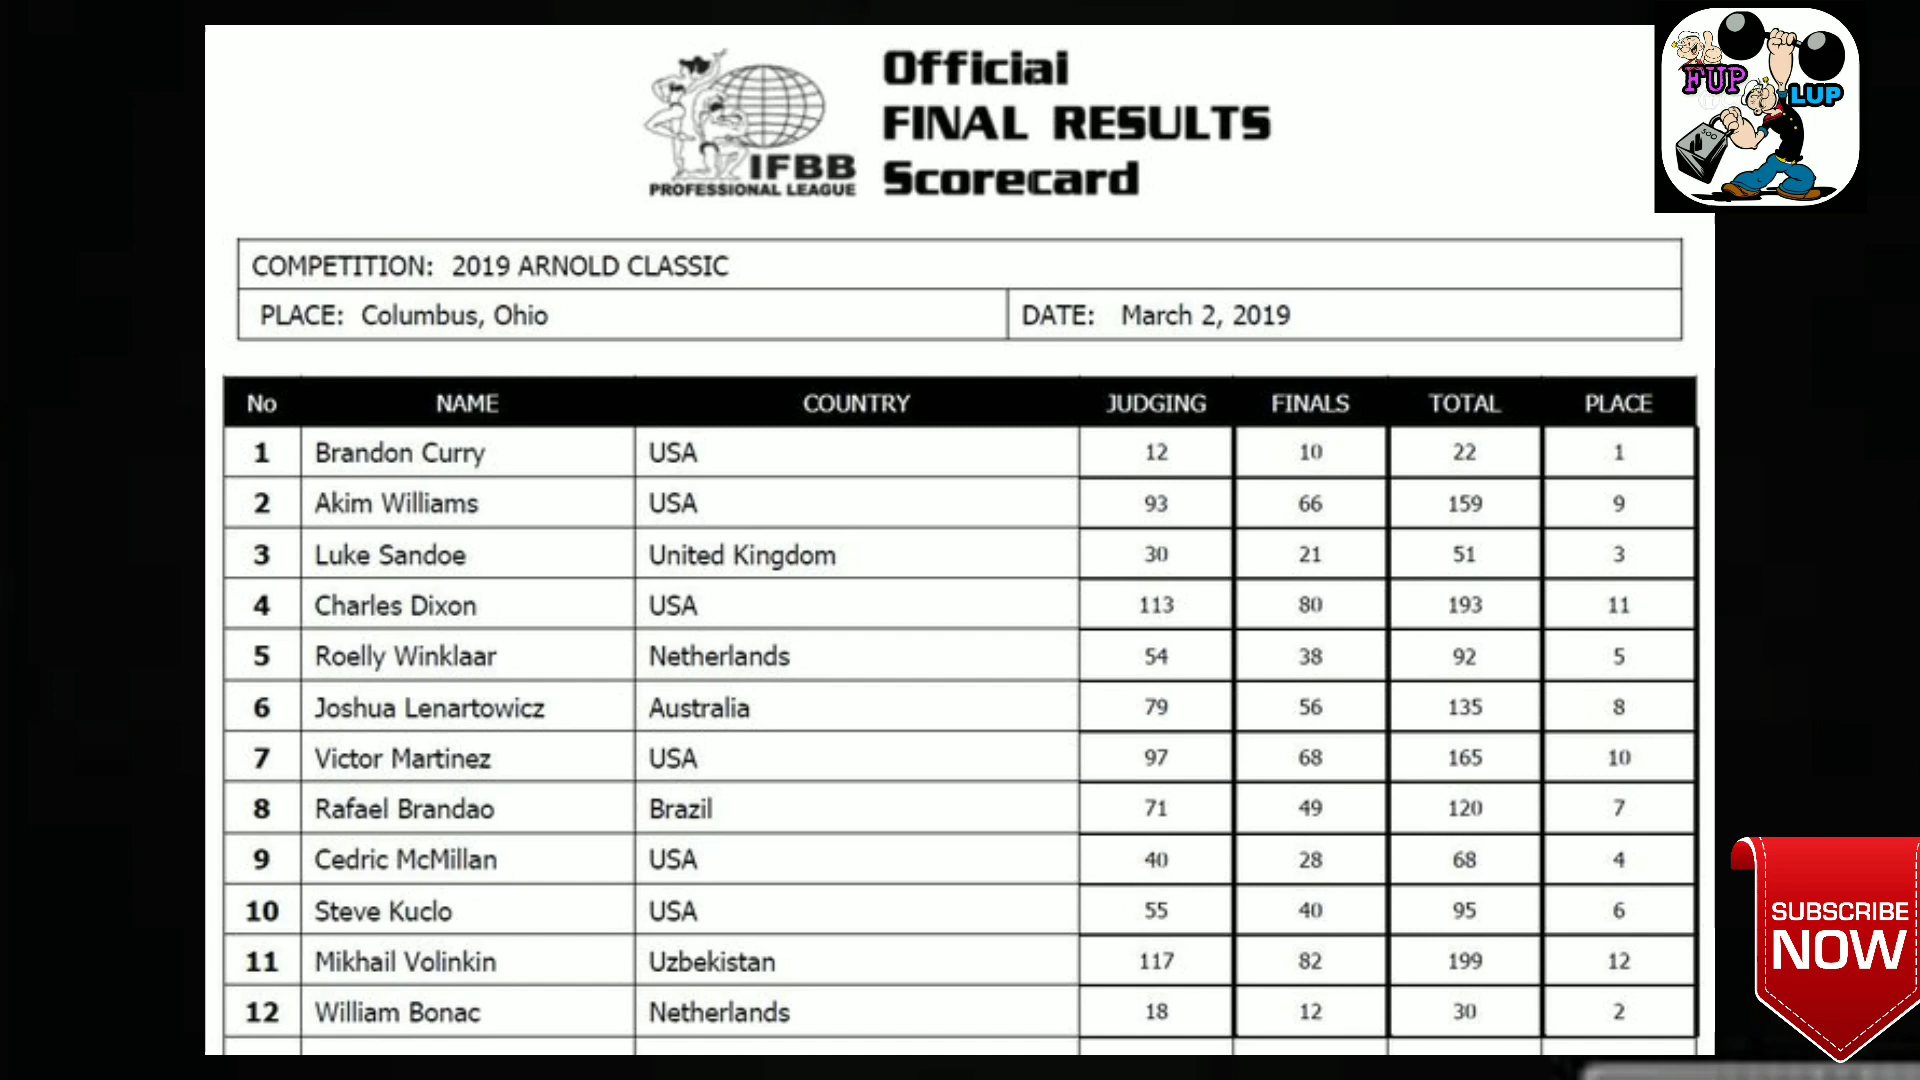 Official
FINAL RESULTS
Scorecard
IFBB
PROFESSIONAL LEAGUE
FUP
LUP
500
COMPETITION: 2019 ARNOLD CLASSIC
PLACE: Columbus, Ohio DATE: March 2, 2019
No NAME COUNTRY JUDGING FINALS TOTAL PLACE
1 Brandon Curry USA 12 10 22 1
2 Akim Williams USA 93 66 159 9
3 Luke Sandoe United Kingdom 30 21 51 3
4 Charles Dixon USA 113 80 193 11
5 Roelly Winklaar Netherlands 54 38 92 5
6 Joshua Lenartowicz Australia 79 56 135 8
7 Victor Martinez USA 97 68 165 10
8 Rafael Brandao Brazil 71 49 120 7
9 Cedric McMillan USA 40 28 68 4
10 Steve Kuclo USA 55 40 95 6
11 Mikhail Volinkin Uzbekistan 117 82 199 12
12 William Bonac Netherlands 18 12 30 2
SUBSCRIBE
NOW